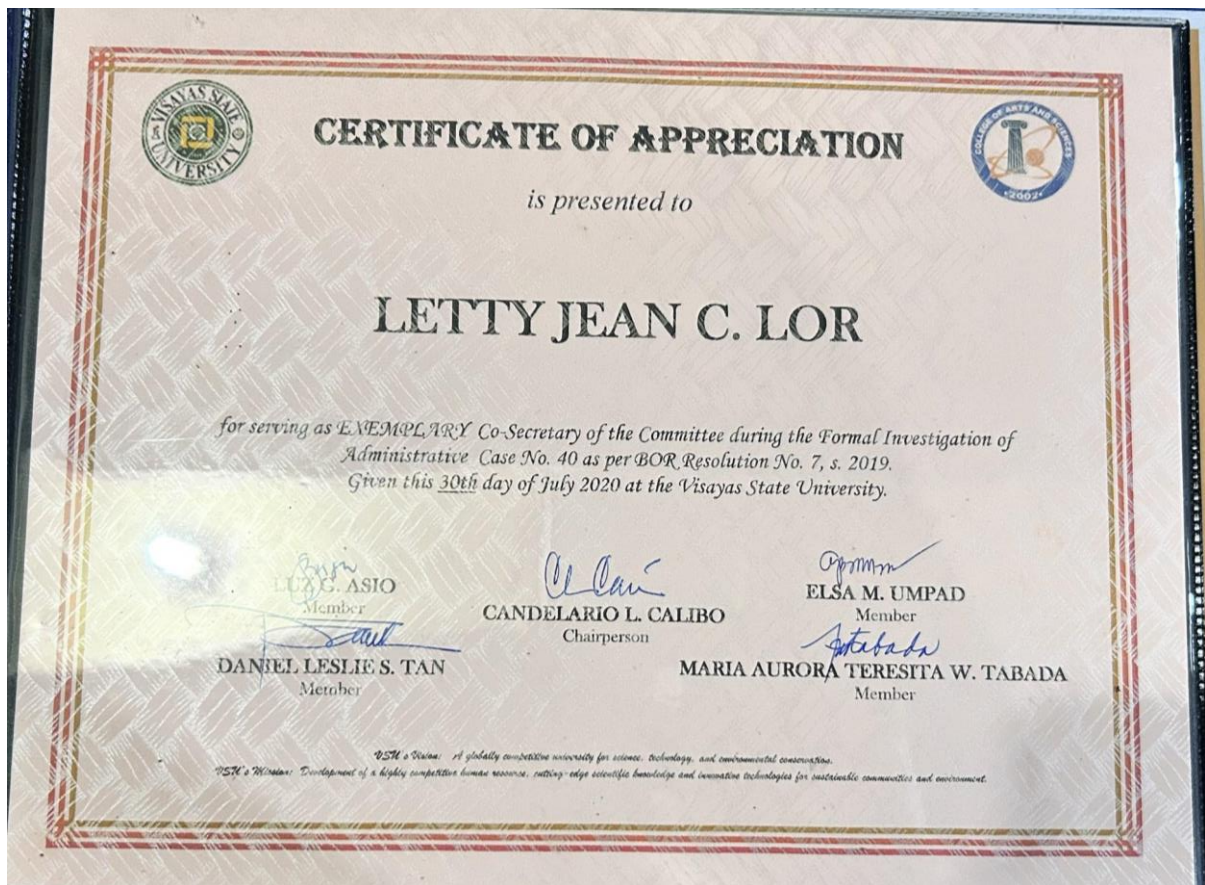 VISAYAS STATE UNIVERSITY
COLLEGE OF ARTS AND SCIENCES
•2002•
CERTIFICATE OF APPRECIATION
is presented to
LETTY JEAN C. LOR
for serving as EXEMPLARY Co-Secretary of the Committee during the Formal Investigation of
Administrative Case No. 40 as per BOR Resolution No. 7, s. 2019.
Given this 30th day of July 2020 at the Visayas State University.
LUZ G. ASIO
Member
CANDELARIO L. CALIBO
Chairperson
ELSA M. UMPAD
Member
DANIEL LESLIE S. TAN
Member
MARIA AURORA TERESITA W. TABADA
Member
VSU's Vision: A globally competitive university for science, technology, and environmental conservation.
VSU's Mission: Development of a highly competitive human resource, cutting-edge scientific knowledge and innovative technologies for sustainable communities and environment.